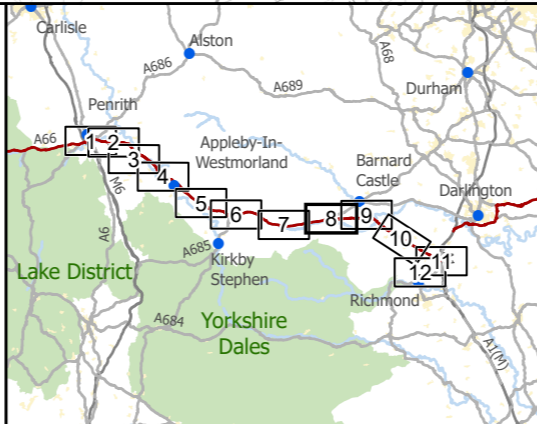 Carlisle
Alston
A68
A686
A689
Durham
Penrith
A66
1
2
3
4
Appleby-In-
Westmorland
Barnard
Castle
Darlington
M6
A6
5
6
7
8
9
10
11
12
A685
Kirkby
Stephen
Lake District
Richmond
A684
Yorkshire
Dales
A1(M)